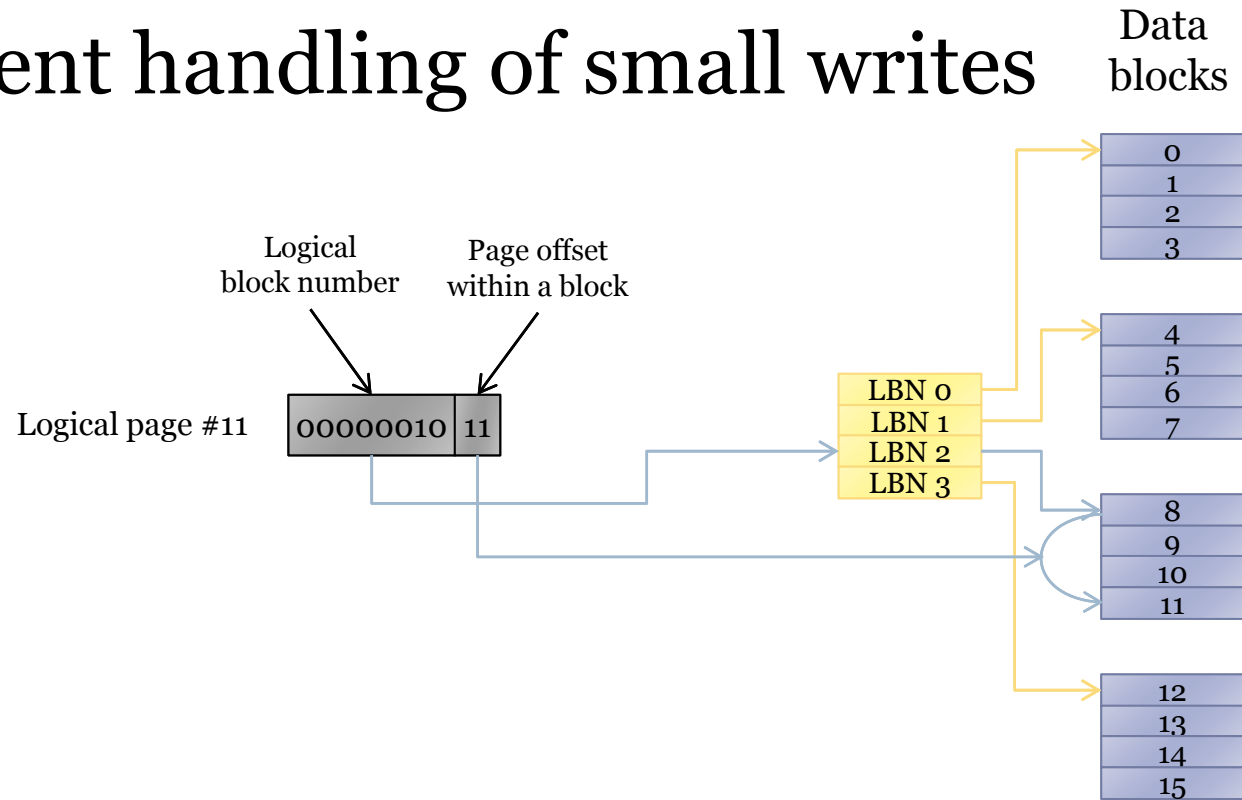 ent handling of small writes
Data
blocks
Logical
block number
Page offset
within a block
Logical page #11
00000010 11
LBN 0
LBN 1
LBN 2
LBN 3
0
1
2
3
4
5
6
7
8
9
10
11
12
13
14
15